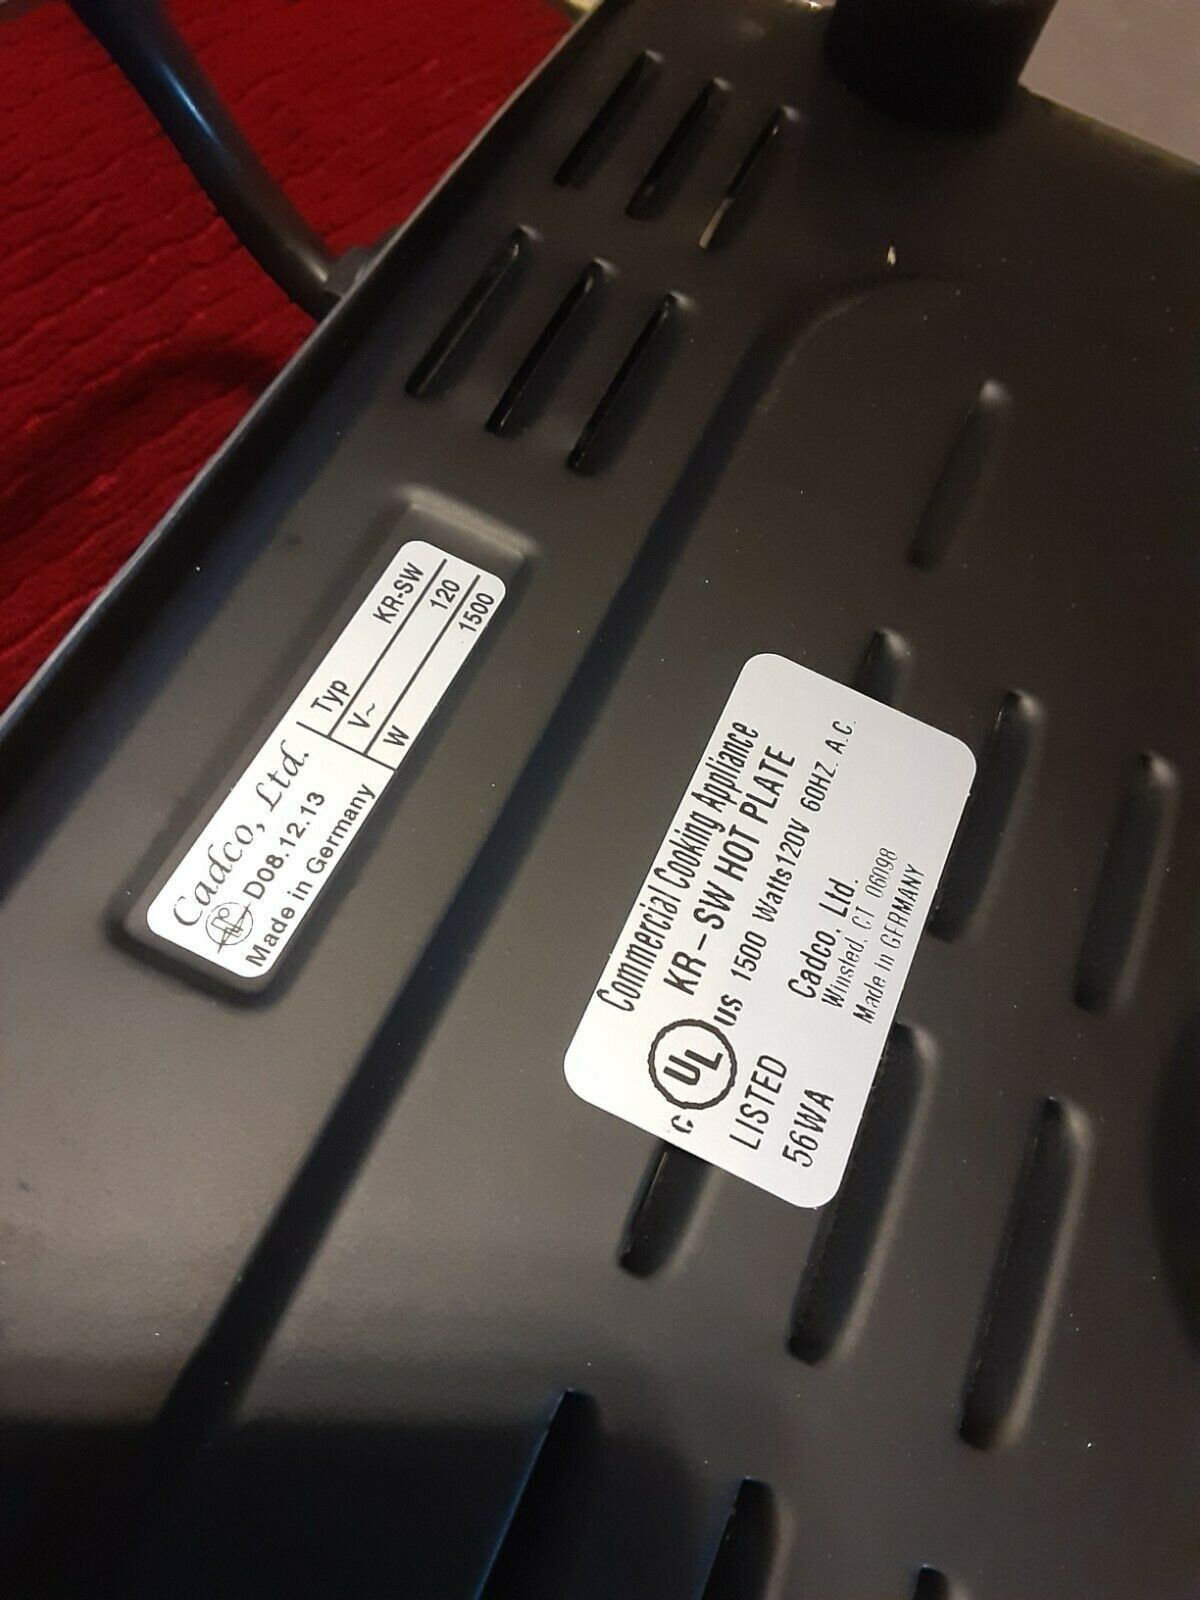 Cadco, Ltd.
D08.12.13
Made in Germany
Typ KR-SW
V~ 120
W 1500
Commercial Cooking Appliance
KR-SW HOT PLATE
C UL US 1500 Watts 120V 60HZ. A.C.
LISTED
56WA
Cadco, Ltd.
Winsted, CT 06098
Made in GERMANY